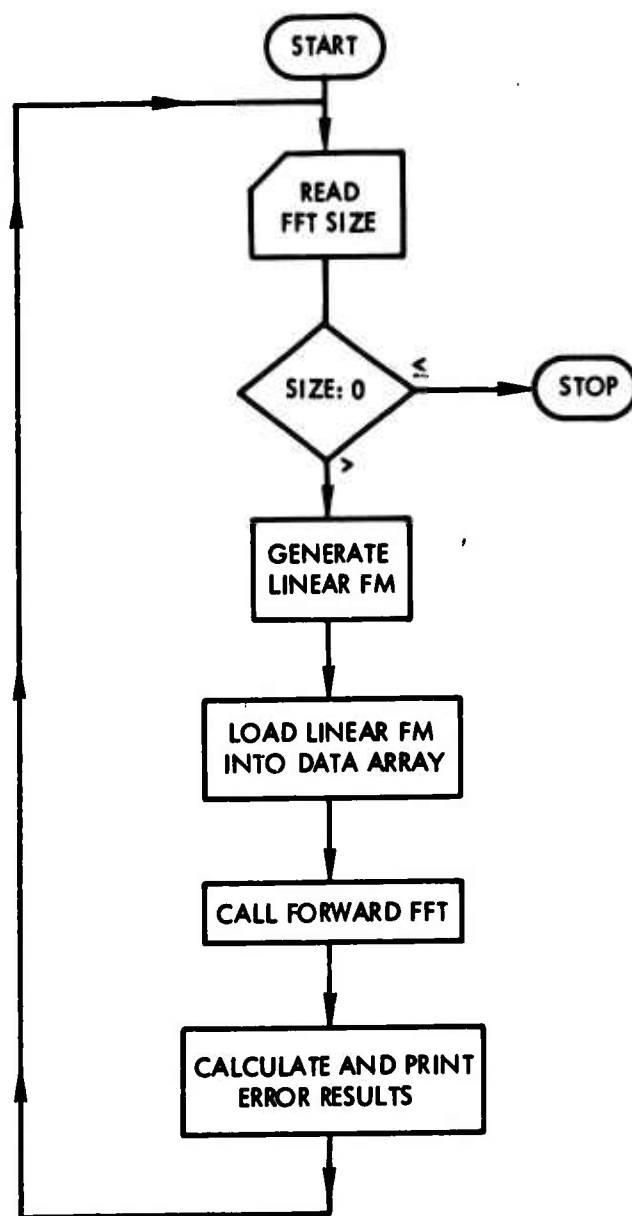 START
READ
FFT SIZE
SIZE: 0
≤
STOP
>
GENERATE
LINEAR FM
LOAD LINEAR FM
INTO DATA ARRAY
CALL FORWARD FFT
CALCULATE AND PRINT
ERROR RESULTS